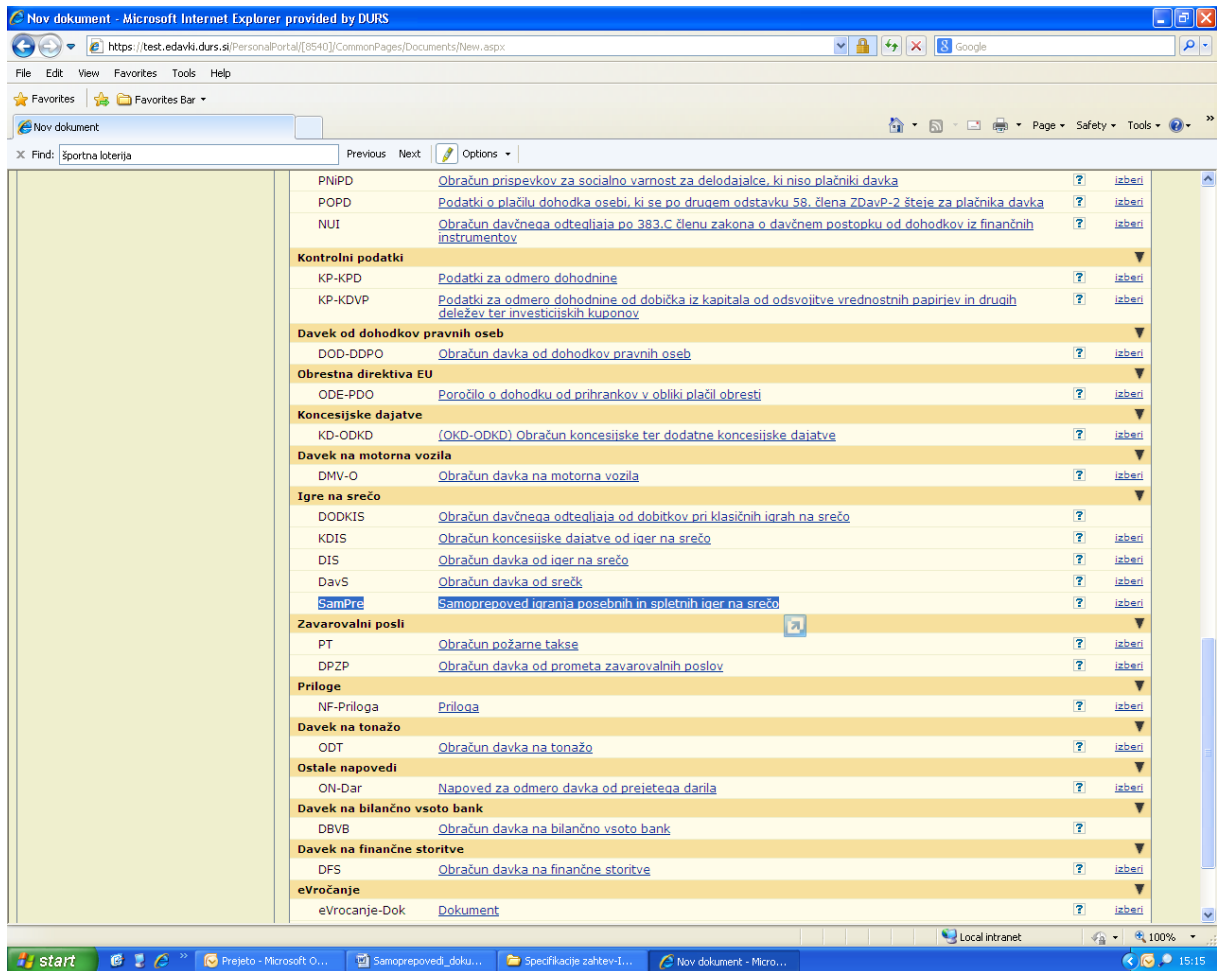 Nov dokument - Microsoft Internet Explorer provided by DURS
https://test.edavki.durs.si/PersonalPortal/[8540]/CommonPages/Documents/New.aspx
Google
File Edit View Favorites Tools Help
Favorites Favorites Bar
Nov dokument Page Safety Tools
Find: športna loterija Previous Next Options
PNiPD Obračun prispevkov za socialno varnost za delodajalce, ki niso plačniki davka ? izberi
POPD Podatki o plačilu dohodka osebi, ki se po drugem odstavku 58. člena ZDavP-2 šteje za plačnika davka ? izberi
NUI Obračun davčnega odtegljaja po 383.C členu zakona o davčnem postopku od dohodkov iz finančnih ? izberi
instrumentov
Kontrolni podatki
KP-KPD Podatki za odmero dohodnine ? izberi
KP-KDVP Podatki za odmero dohodnine od dobička iz kapitala od odsvojitve vrednostnih papirjev in drugih ? izberi
deležev ter investicijskih kuponov
Davek od dohodkov pravnih oseb
DOD-DDPO Obračun davka od dohodkov pravnih oseb ? izberi
Obrestna direktiva EU
ODE-PDO Poročilo o dohodku od prihrankov v obliki plačil obresti ? izberi
Koncesijske dajatve
KD-ODKD (OKD-ODKD) Obračun koncesijske ter dodatne koncesijske dajatve ? izberi
Davek na motorna vozila
DMV-O Obračun davka na motorna vozila ? izberi
Igre na srečo
DODKIS Obračun davčnega odtegljaja od dobitkov pri klasičnih igrah na srečo ?
KDIS Obračun koncesijske dajatve od iger na srečo ? izberi
DIS Obračun davka od iger na srečo ? izberi
DavS Obračun davka od srečk ? izberi
SamPre Samoprepoved igranja posebnih in spletnih iger na srečo ? izberi
Zavarovalni posli
PT Obračun požarne takse ? izberi
DPZP Obračun davka od prometa zavarovalnih poslov ? izberi
Priloge
NF-Priloga Priloga ? izberi
Davek na tonažo
ODT Obračun davka na tonažo ? izberi
Ostale napovedi
ON-Dar Napoved za odmero davka od prejetega darila ? izberi
Davek na bilančno vsoto bank
DBVB Obračun davka na bilančno vsoto bank ?
Davek na finančne storitve
DFS Obračun davka na finančne storitve ? izberi
eVročanje
eVrocanje-Dok Dokument ? izberi
Local intranet 100%
start Prejeto - Microsoft O... Samoprepovedi_doku... Specifikacije zahtev-I... Nov dokument - Micro... 15:15